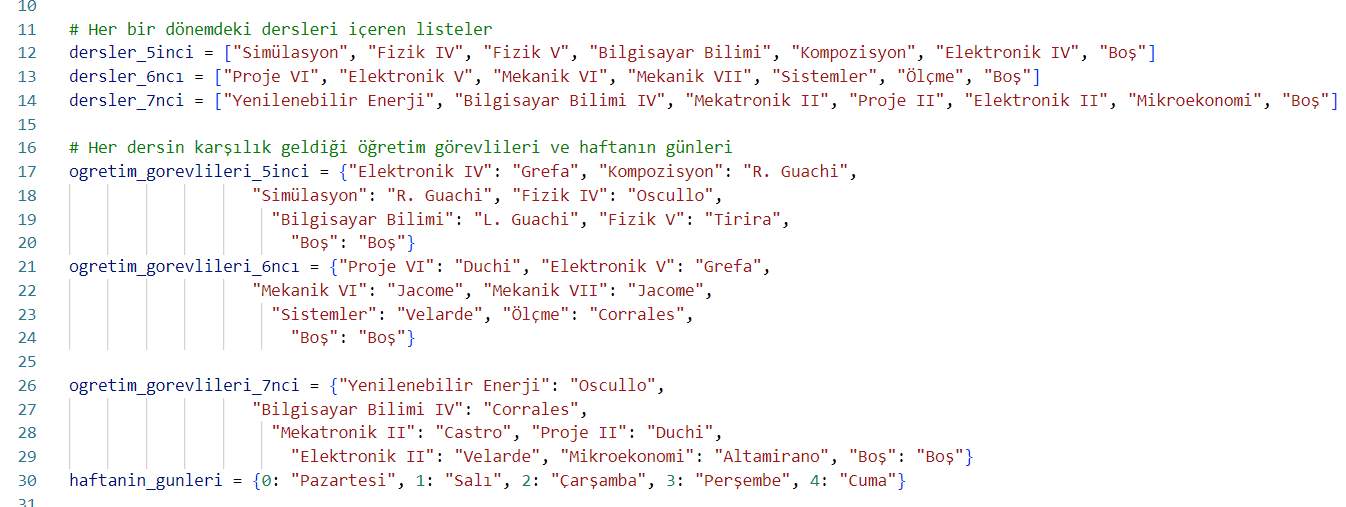 10
11 # Her bir dönemdeki dersleri içeren listeler
12 dersler_5inci = ["Simülasyon", "Fizik IV", "Fizik V", "Bilgisayar Bilimi", "Kompozisyon", "Elektronik IV", "Boş"]
13 dersler_6ncı = ["Proje VI", "Elektronik V", "Mekanik VI", "Mekanik VII", "Sistemler", "Ölçme", "Boş"]
14 dersler_7nci = ["Yenilenebilir Enerji", "Bilgisayar Bilimi IV", "Mekatronik II", "Proje II", "Elektronik II", "Mikroekonomi", "Boş"]
15
16 # Her dersin karşılık geldiği öğretim görevlileri ve haftanın günleri
17 ogretim_gorevlileri_5inci = {"Elektronik IV": "Grefa", "Kompozisyon": "R. Guachi",
18 "Simülasyon": "R. Guachi", "Fizik IV": "Oscullo",
19 "Bilgisayar Bilimi": "L. Guachi", "Fizik V": "Tirira",
20 "Boş": "Boş"}
21 ogretim_gorevlileri_6ncı = {"Proje VI": "Duchi", "Elektronik V": "Grefa",
22 "Mekanik VI": "Jacome", "Mekanik VII": "Jacome",
23 "Sistemler": "Velarde", "Ölçme": "Corrales",
24 "Boş": "Boş"}
25
26 ogretim_gorevlileri_7nci = {"Yenilenebilir Enerji": "Oscullo",
27 "Bilgisayar Bilimi IV": "Corrales",
28 "Mekatronik II": "Castro", "Proje II": "Duchi",
29 "Elektronik II": "Velarde", "Mikroekonomi": "Altamirano", "Boş": "Boş"}
30 haftanin_gunleri = {0: "Pazartesi", 1: "Salı", 2: "Çarşamba", 3: "Perşembe", 4: "Cuma"}
31